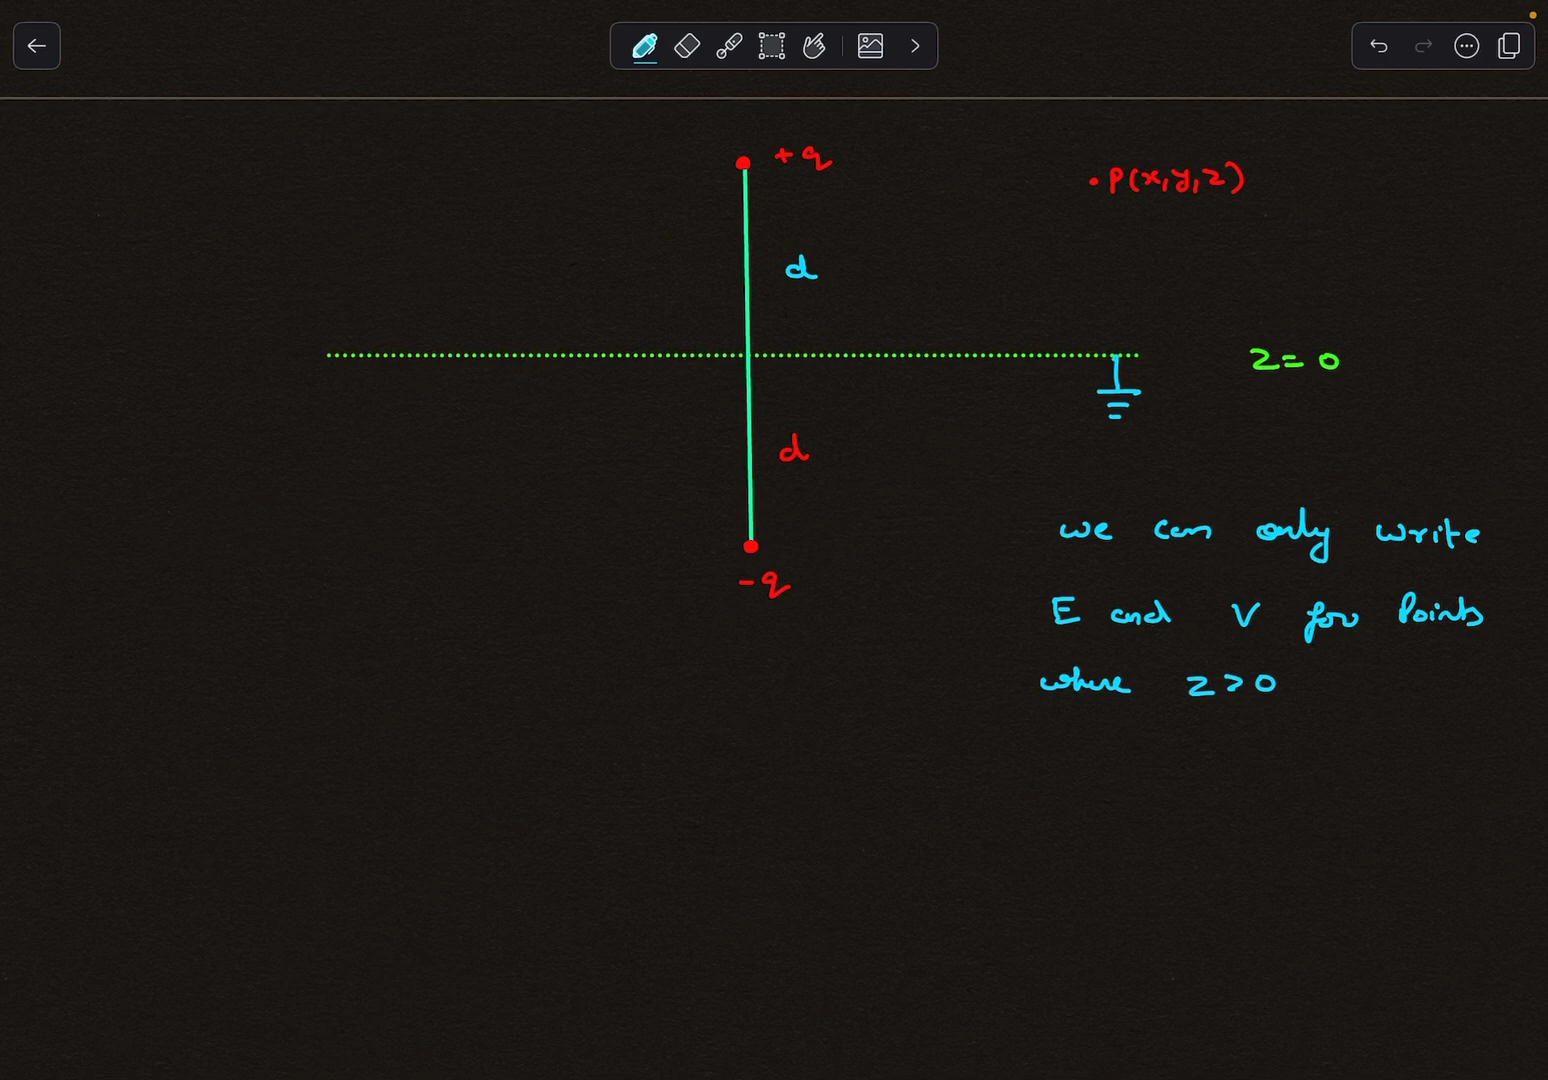 +q
P(x,y,z)
d
z = 0
d
we can only write
-q
E and V for Points
where z > 0